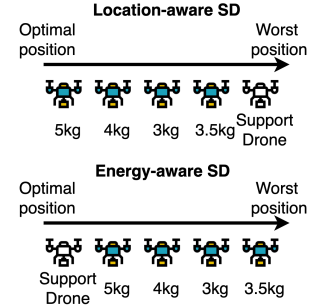 Location-aware SD
Optimal position
Worst position
5kg 4kg 3kg 3.5kg Support Drone
Energy-aware SD
Optimal position
Worst position
Support Drone 5kg 4kg 3kg 3.5kg